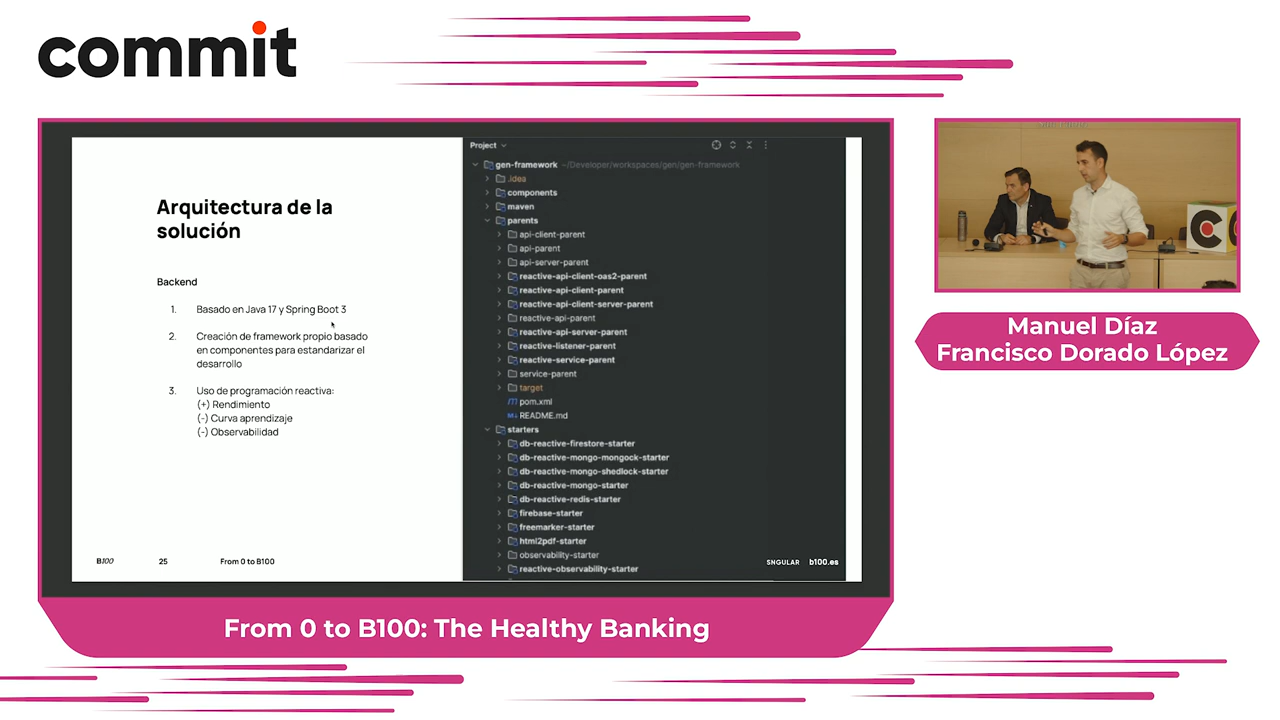 commit
Arquitectura de la
solución
Backend
1. Basado en Java 17 y Spring Boot 3
2. Creación de framework propio basado
en componentes para estandarizar el
desarrollo
3. Uso de programación reactiva:
(+) Rendimiento
(-) Curva aprendizaje
(-) Observabilidad
B100 25 From 0 to B100
Project
gen-framework ~/Developer/workspaces/gen/gen-framework
.idea
components
maven
parents
api-client-parent
api-parent
api-server-parent
reactive-api-client-oas2-parent
reactive-api-client-parent
reactive-api-client-server-parent
reactive-api-parent
reactive-api-server-parent
reactive-listener-parent
reactive-service-parent
service-parent
target
pom.xml
README.md
starters
db-reactive-firestore-starter
db-reactive-mongo-mongock-starter
db-reactive-mongo-shedlock-starter
db-reactive-mongo-starter
db-reactive-redis-starter
firebase-starter
freemarker-starter
html2pdf-starter
observability-starter
reactive-observability-starter
SNGULAR b100.es
Manuel Díaz
Francisco Dorado López
From 0 to B100: The Healthy Banking